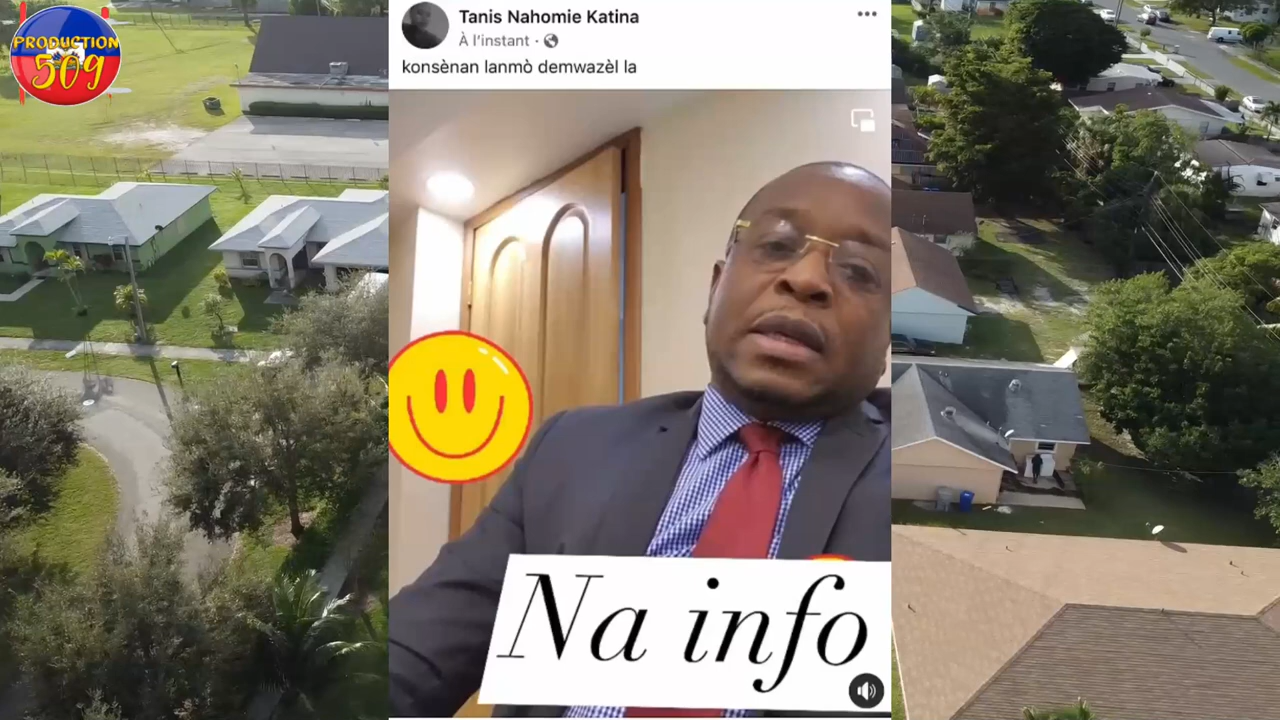 PRODUCTION
509
Tanis Nahomie Katina
À l'instant ·
konsènan lanmò demwazèl la
Na info